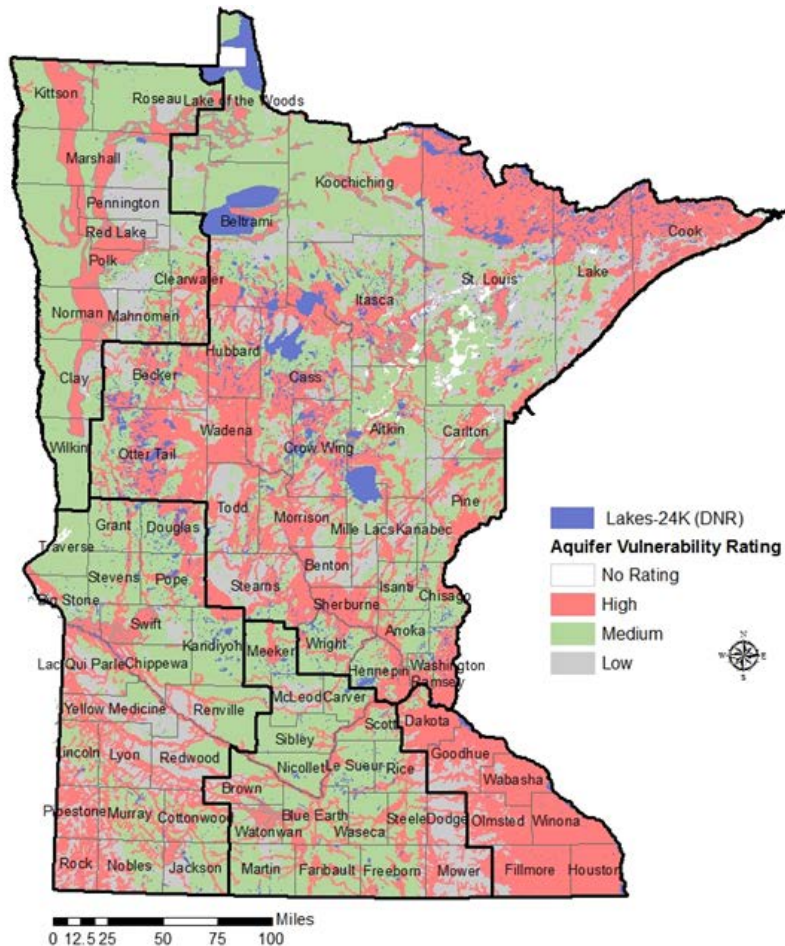 Kittson
Roseau
Lake of the Woods
Marshall
Koochiching
Pennington
Beltrami
Red Lake
Cook
Polk
Clearwater
St. Louis
Lake
Itasca
Norman
Mahnomen
Hubbard
Clay
Becker
Cass
Wadena
Aitkin
Carlton
Crow Wing
Wilkin
Otter Tail
Pine
Todd
Morrison
Mille Lacs
Kanabec
Grant
Douglas
Traverse
Benton
Stevens
Pope
Stearns
Isanti
Chisago
Big Stone
Sherburne
Swift
Anoka
Kandiyohi
Meeker
Wright
Washington
Hennepin
Ramsey
Lac Qui Parle
Chippewa
McLeod
Carver
Yellow Medicine
Renville
Scott
Dakota
Sibley
Goodhue
Lincoln
Lyon
Redwood
Nicollet
Le Sueur
Rice
Wabasha
Brown
Pipestone
Murray
Cottonwood
Blue Earth
Steele
Dodge
Olmsted
Winona
Watonwan
Waseca
Rock
Nobles
Jackson
Martin
Faribault
Freeborn
Mower
Fillmore
Houston
Lakes-24K (DNR)
Aquifer Vulnerability Rating
No Rating
High
Medium
Low
N
W
E
S
Miles
0 12.5 25 50 75 100